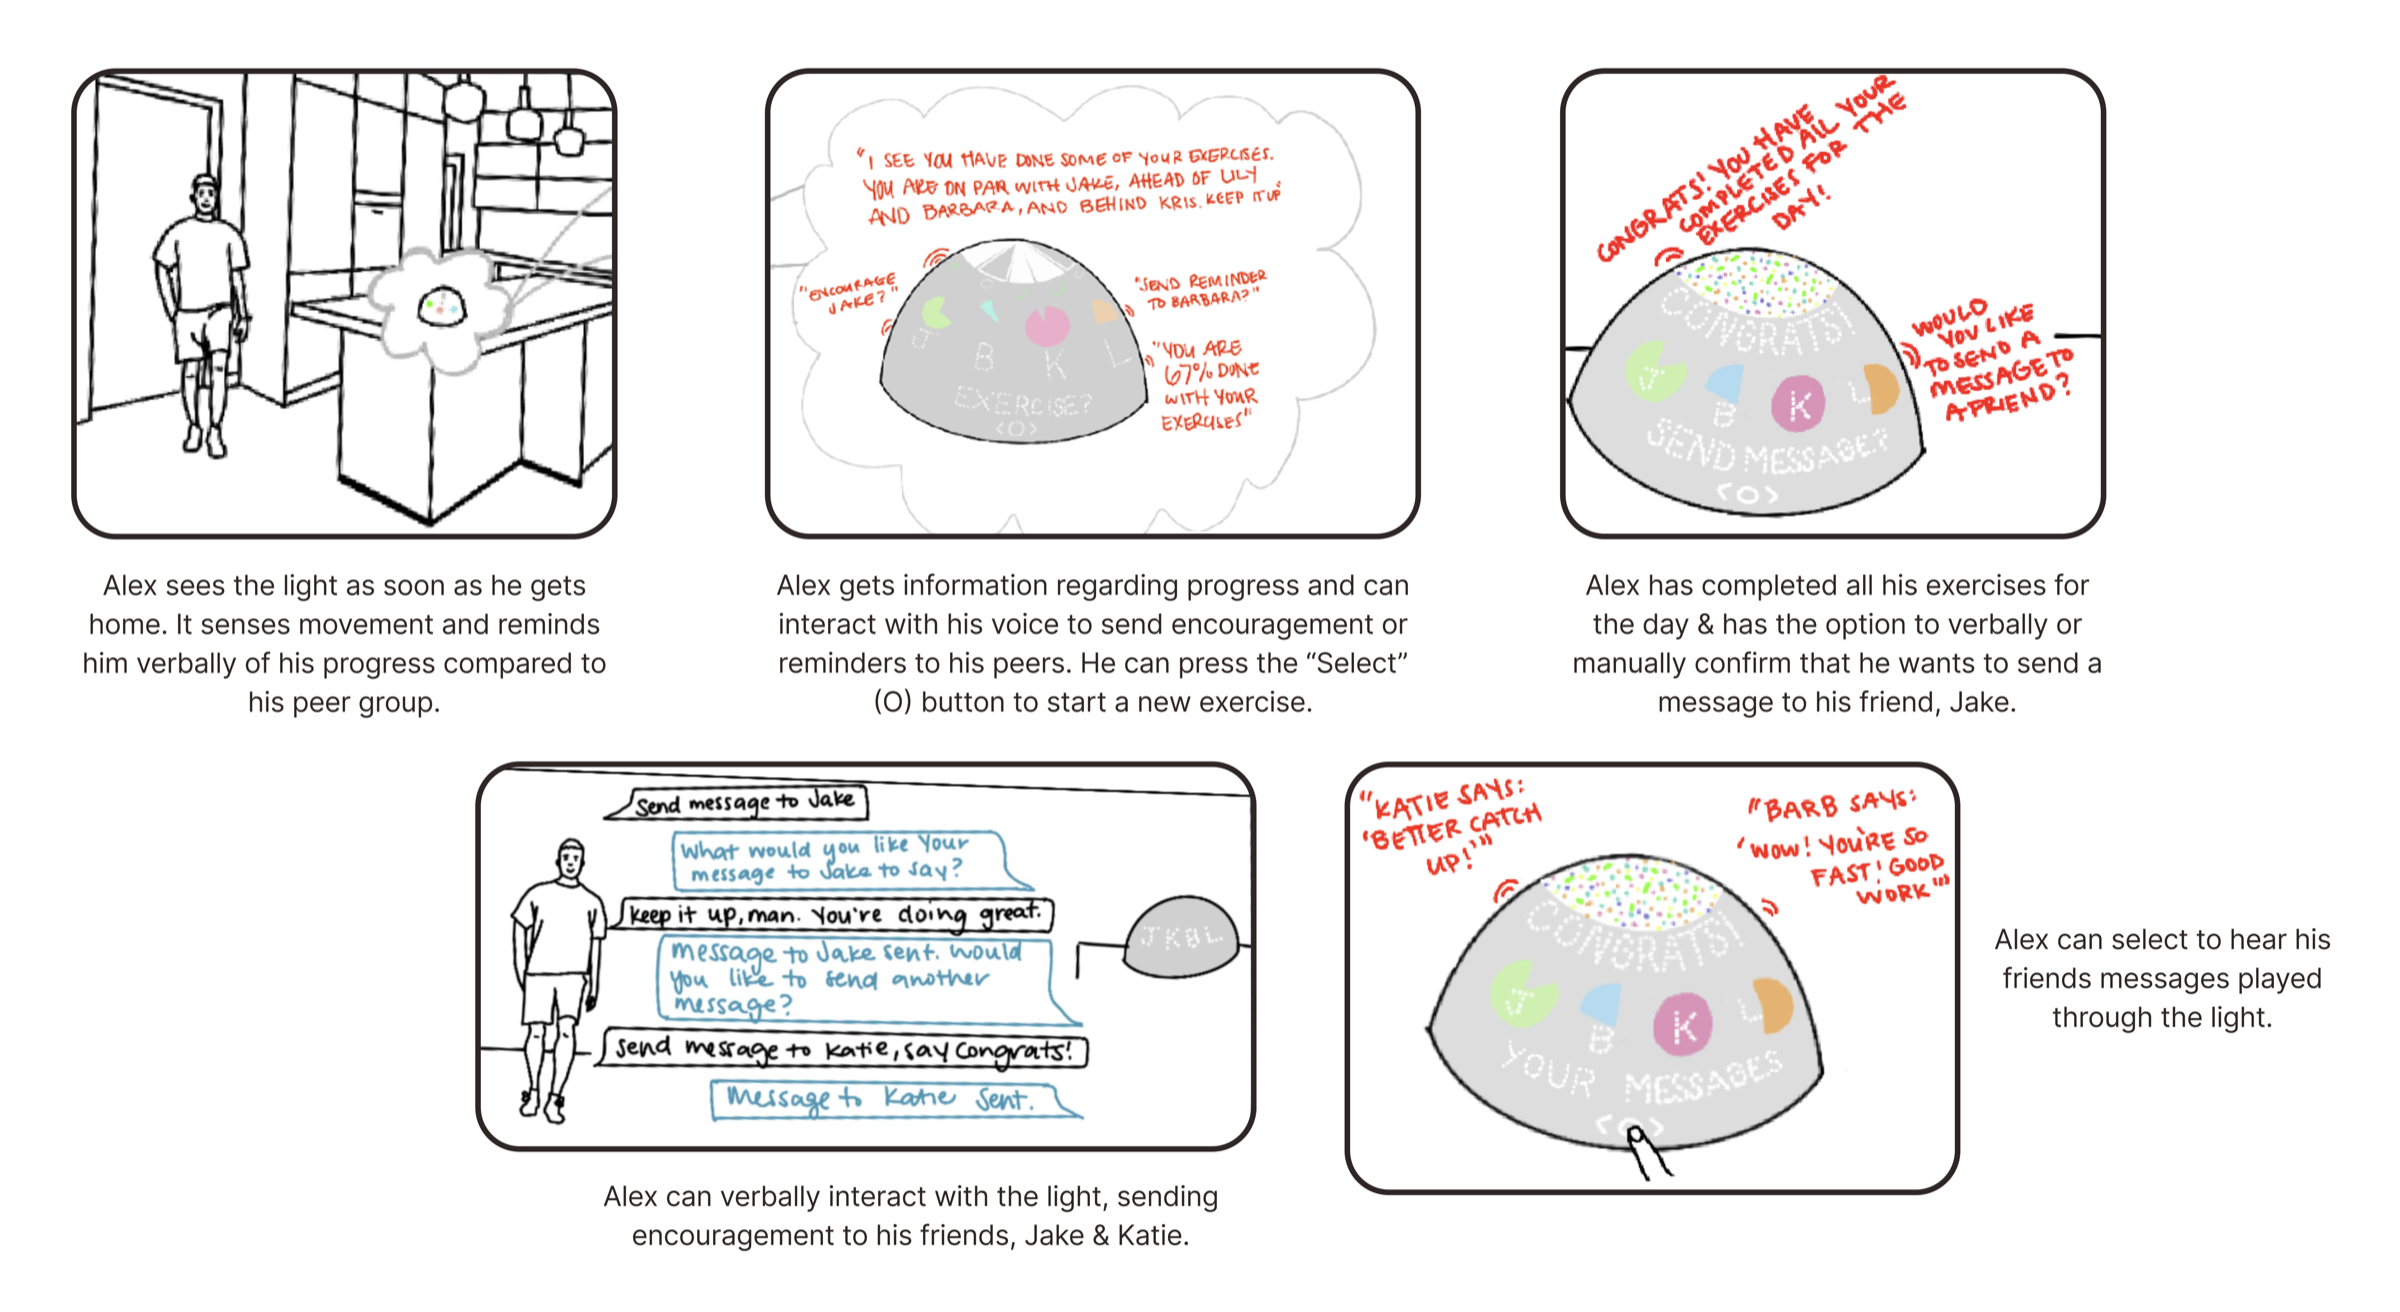 "I SEE YOU HAVE DONE SOME OF YOUR EXERCISES.
YOU ARE ON PAR WITH JAKE, AHEAD OF LILY
AND BARBARA, AND BEHIND KRIS. KEEP IT UP"
"ENCOURAGE
JAKE?"
"SEND REMINDER
TO BARBARA?"
"YOU ARE
67% DONE
WITH YOUR
EXERCISES"
J B K L
EXERCISE?
<O>
CONGRATS! YOU HAVE
COMPLETED ALL YOUR
EXERCISES FOR THE
DAY!
WOULD
YOU LIKE
TO SEND A
MESSAGE TO
A FRIEND?
CONGRATS!
J B K L
SEND MESSAGE?
<O>
Alex sees the light as soon as he gets
home. It senses movement and reminds
him verbally of his progress compared to
his peer group.
Alex gets information regarding progress and can
interact with his voice to send encouragement or
reminders to his peers. He can press the “Select”
(O) button to start a new exercise.
Alex has completed all his exercises for
the day & has the option to verbally or
manually confirm that he wants to send a
message to his friend, Jake.
Send message to Jake
What would you like Your
message to Jake to say?
keep it up, man. You're doing great.
message to Jake sent. Would
you like to send another
message?
send message to Katie, say Congrats!
Message to Katie Sent.
J K B L
Alex can verbally interact with the light, sending
encouragement to his friends, Jake & Katie.
"KATIE SAYS:
'BETTER CATCH
UP!'"
"BARB SAYS:
'WOW! YOU'RE SO
FAST! GOOD
WORK'"
CONGRATS!
J B K L
YOUR MESSAGES
<O>
Alex can select to hear his
friends messages played
through the light.